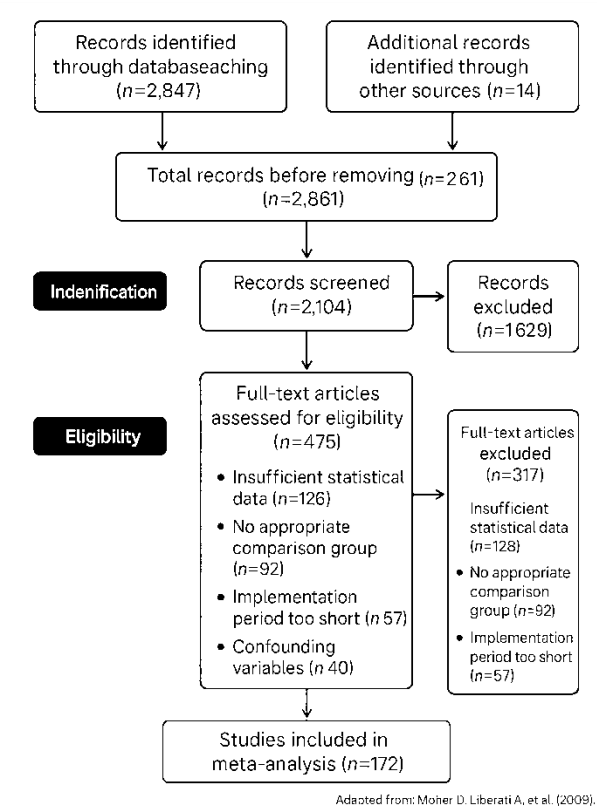 Records identified
through databaseaching
(n=2,847)
Additional records
identified through
other sources (n=14)
Total records before removing (n=261)
(n=2,861)
Indenification
Records screened
(n=2,104)
Records
excluded
(n=1629)
Eligibility
Full-text articles
assessed for eligibility
(n=475)
• Insufficient statistical
data (n=126)
• No appropriate
comparison group
(n=92)
• Implementation
period too short (n 57)
• Confounding
variables (n 40)
Full-text articles
excluded
(n=317)
Insufficient
statistical data
(n=128)
• No appropriate
comparison
group (n=92)
• Implementation
period too short
(n=57)
Studies included in
meta-analysis (n=172)
Adapted from: Moher D. Liberati A, et al. (2009).